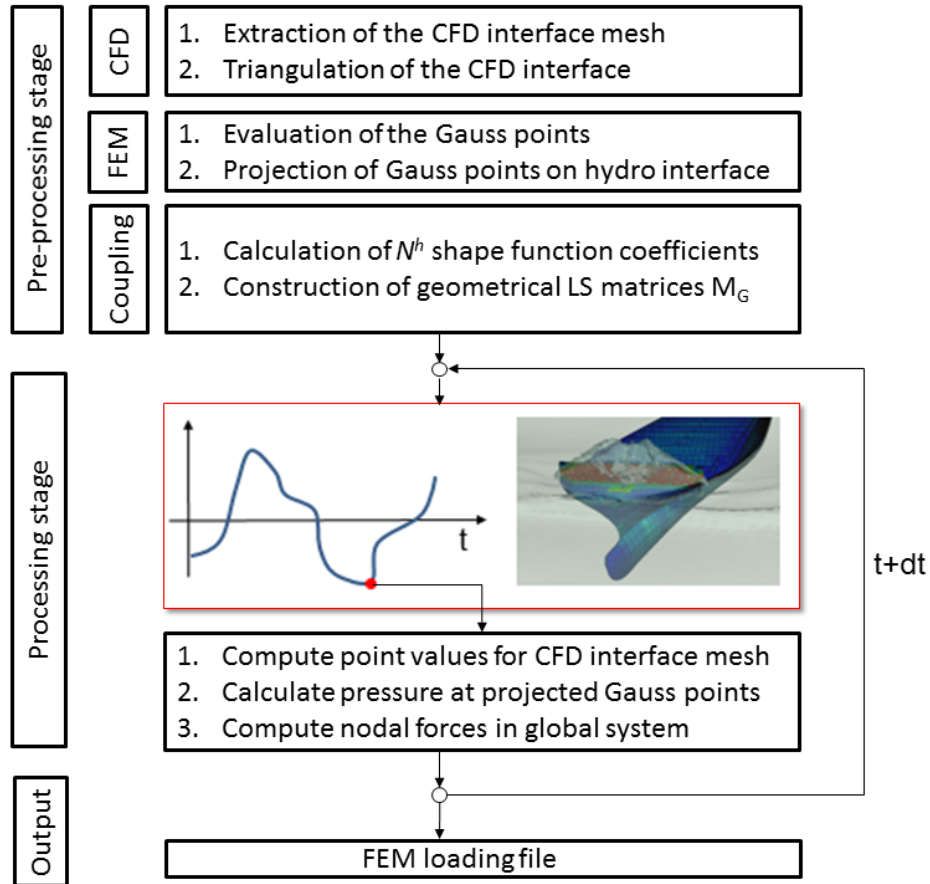 Pre-processing stage
CFD
1. Extraction of the CFD interface mesh
2. Triangulation of the CFD interface
FEM
1. Evaluation of the Gauss points
2. Projection of Gauss points on hydro interface
Coupling
1. Calculation of Nʰ shape function coefficients
2. Construction of geometrical LS matrices M_G
Processing stage
t
t+dt
1. Compute point values for CFD interface mesh
2. Calculate pressure at projected Gauss points
3. Compute nodal forces in global system
Output
FEM loading file